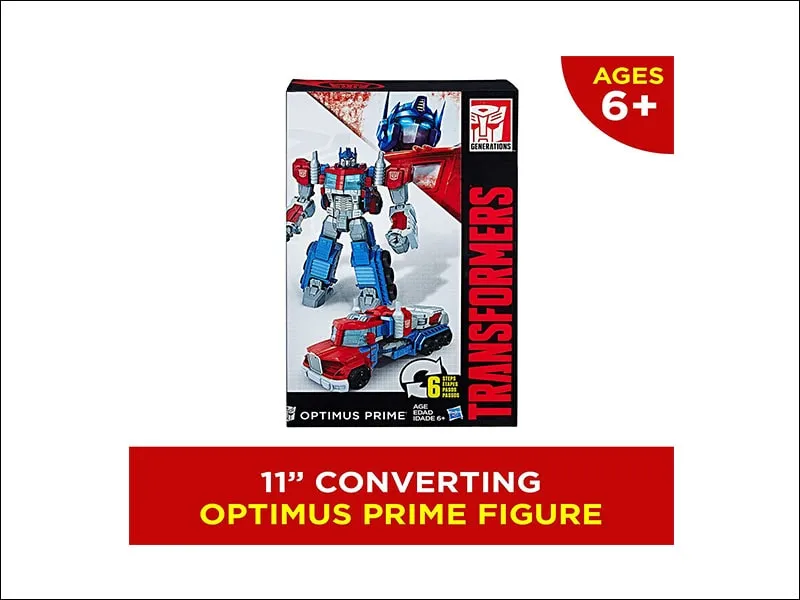 AGES
6+
GENERATIONS
TRANSFORMERS
6 STEPS
ETAPES
PASOS
PASSOS
OPTIMUS PRIME
AGE
EDAD
IDADE 6+
11” CONVERTING
OPTIMUS PRIME FIGURE